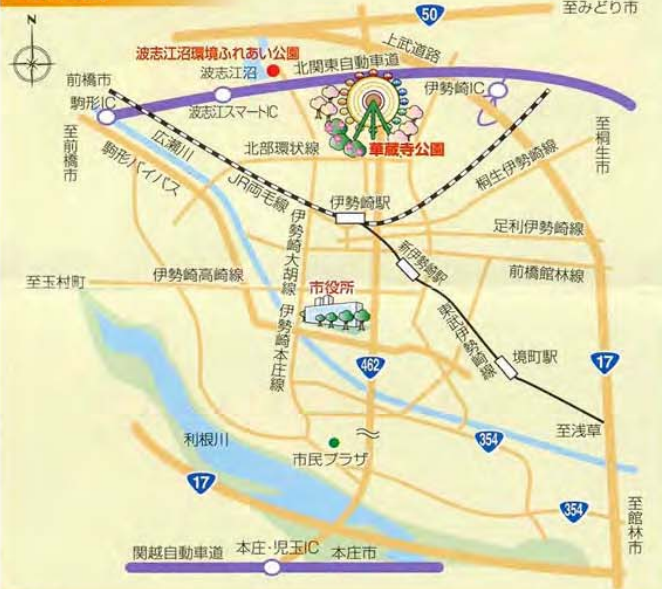 N
50
至みどり市
上武道路
波志江沼環境ふれあい公園
波志江沼
北関東自動車道
前橋市
駒形IC
波志江スマートIC
伊勢崎IC
至前橋市
広瀬川
駒形バイパス
JR両毛線
北部環状線
華蔵寺公園
至桐生市
桐生伊勢崎線
伊勢崎駅
足利伊勢崎線
伊勢崎大胡線
新伊勢崎駅
前橋館林線
至玉村町
伊勢崎高崎線
市役所
伊勢崎本庄線
東武伊勢崎線
境町駅
462
17
利根川
市民プラザ
354
至浅草
17
354
至館林市
関越自動車道
本庄・児玉IC
本庄市